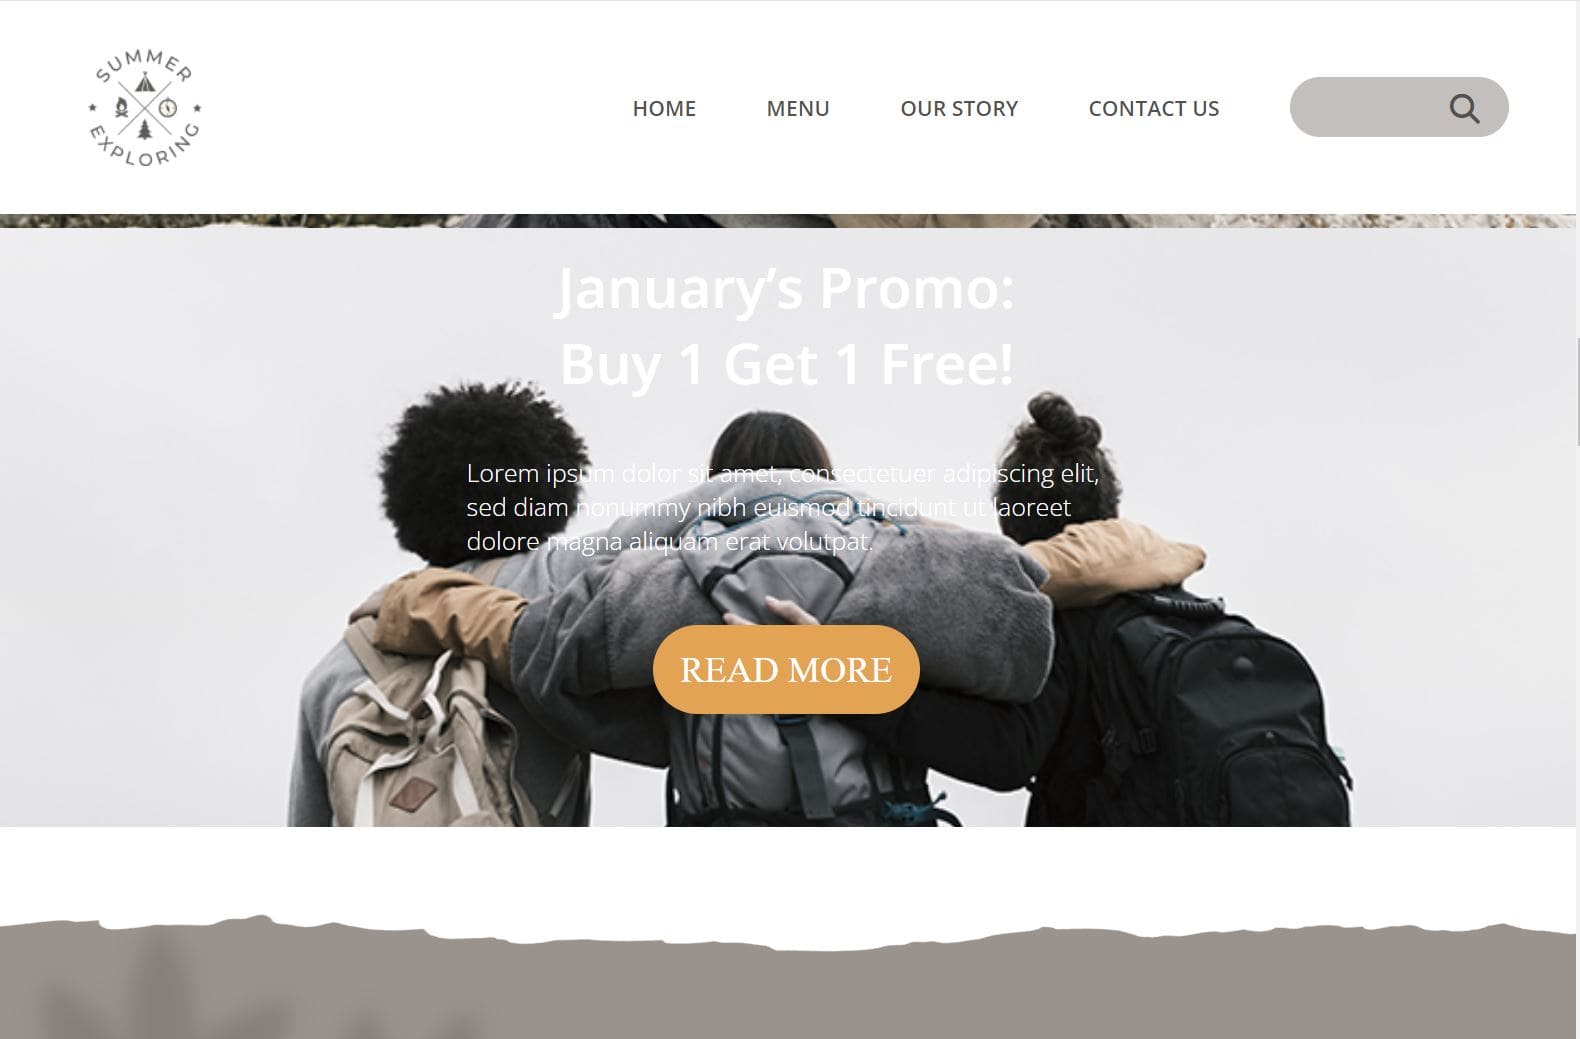 SUMMER
EXPLORING
HOME
MENU
OUR STORY
CONTACT US
January’s Promo:
Buy 1 Get 1 Free!
Lorem ipsum dolor sit amet, consectetuer adipiscing elit,
sed diam nonummy nibh euismod tincidunt ut laoreet
dolore magna aliquam erat volutpat.
READ MORE